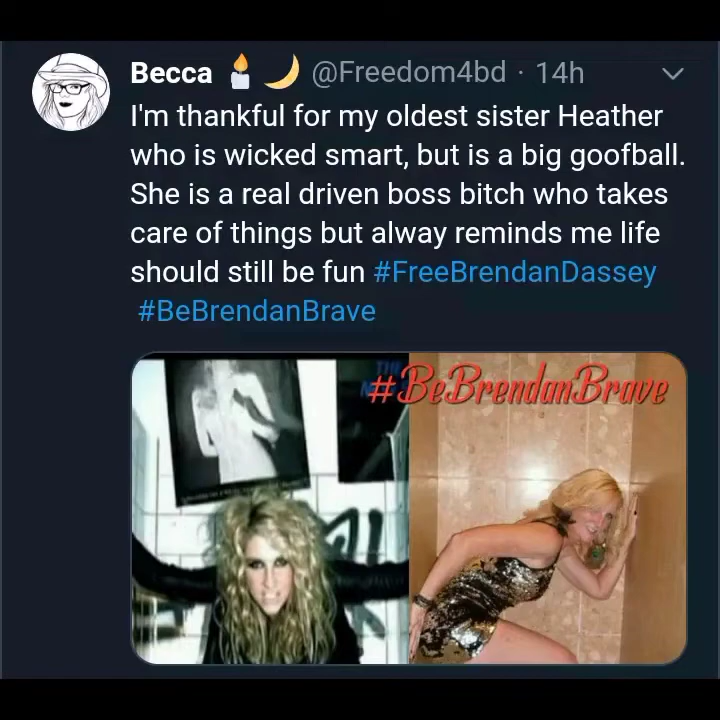 Becca 🕯️ 🌙 @Freedom4bd · 14h
I'm thankful for my oldest sister Heather
who is wicked smart, but is a big goofball.
She is a real driven boss bitch who takes
care of things but alway reminds me life
should still be fun #FreeBrendanDassey
#BeBrendanBrave
#BeBrendanBrave